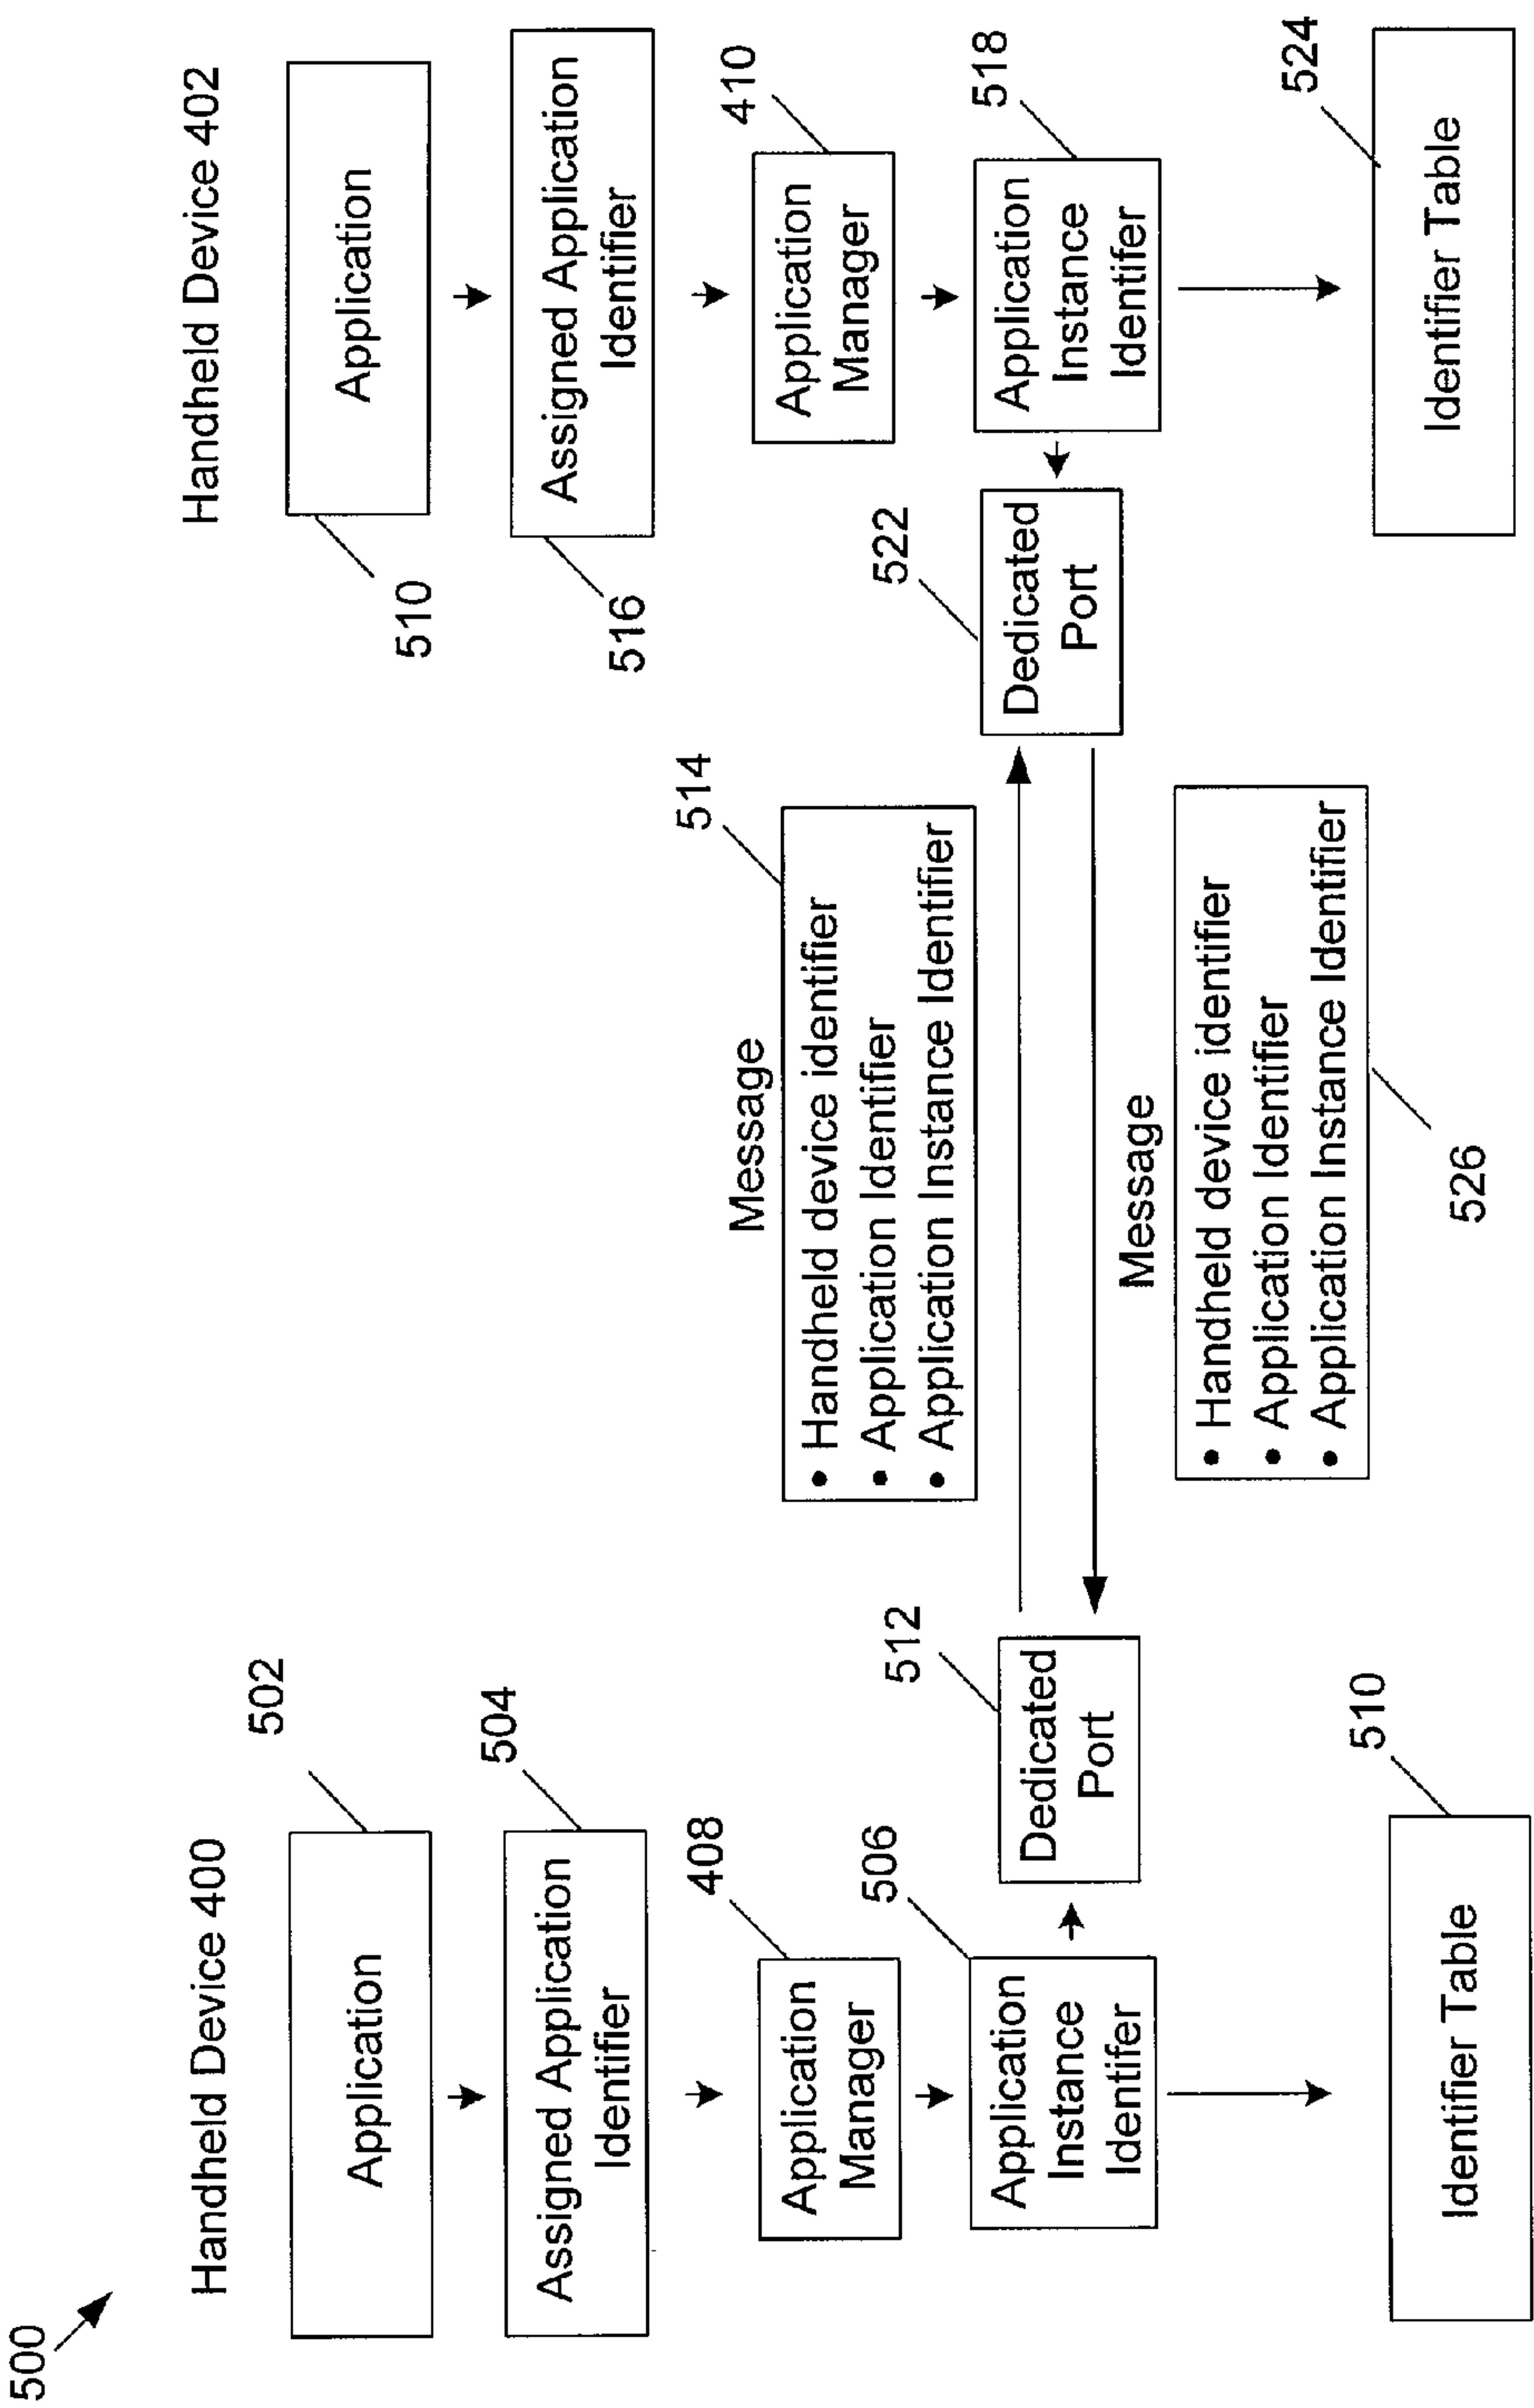 500
Handheld Device 400
502
Application
504
Assigned Application
Identifier
408
Application
Manager
506
Application
Instance
Identifer
512
Dedicated
Port
510
Identifier Table
Message
514
• Handheld device identifier
• Application Identifier
• Application Instance Identifier
Message
• Handheld device identifier
• Application Identifier
• Application Instance Identifier
526
Handheld Device 402
Application
510
Assigned Application
Identifier
516
410
Application
Manager
518
Application
Instance
Identifer
522
Dedicated
Port
524
Identifier Table